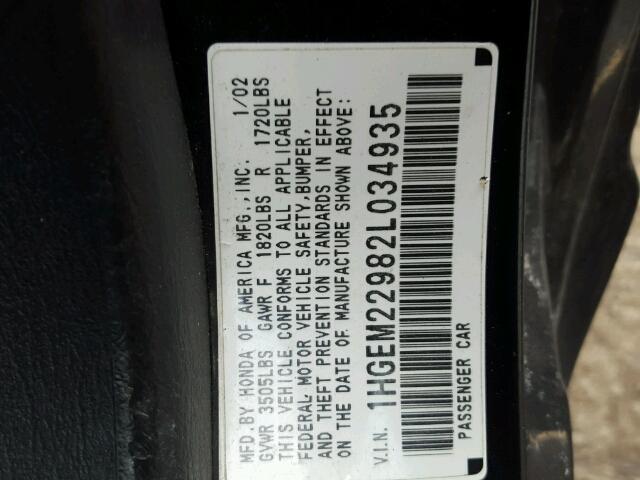 MFD.BY HONDA OF AMERICA MFG.,INC. 1/02
GVWR 3505LBS GAWR F 1820LBS R 1720LBS
THIS VEHICLE CONFORMS TO ALL APPLICABLE
FEDERAL MOTOR VEHICLE SAFETY,BUMPER,
AND THEFT PREVENTION STANDARDS IN EFFECT
ON THE DATE OF MANUFACTURE SHOWN ABOVE:
V.I.N. 1HGEM22982L034935
PASSENGER CAR